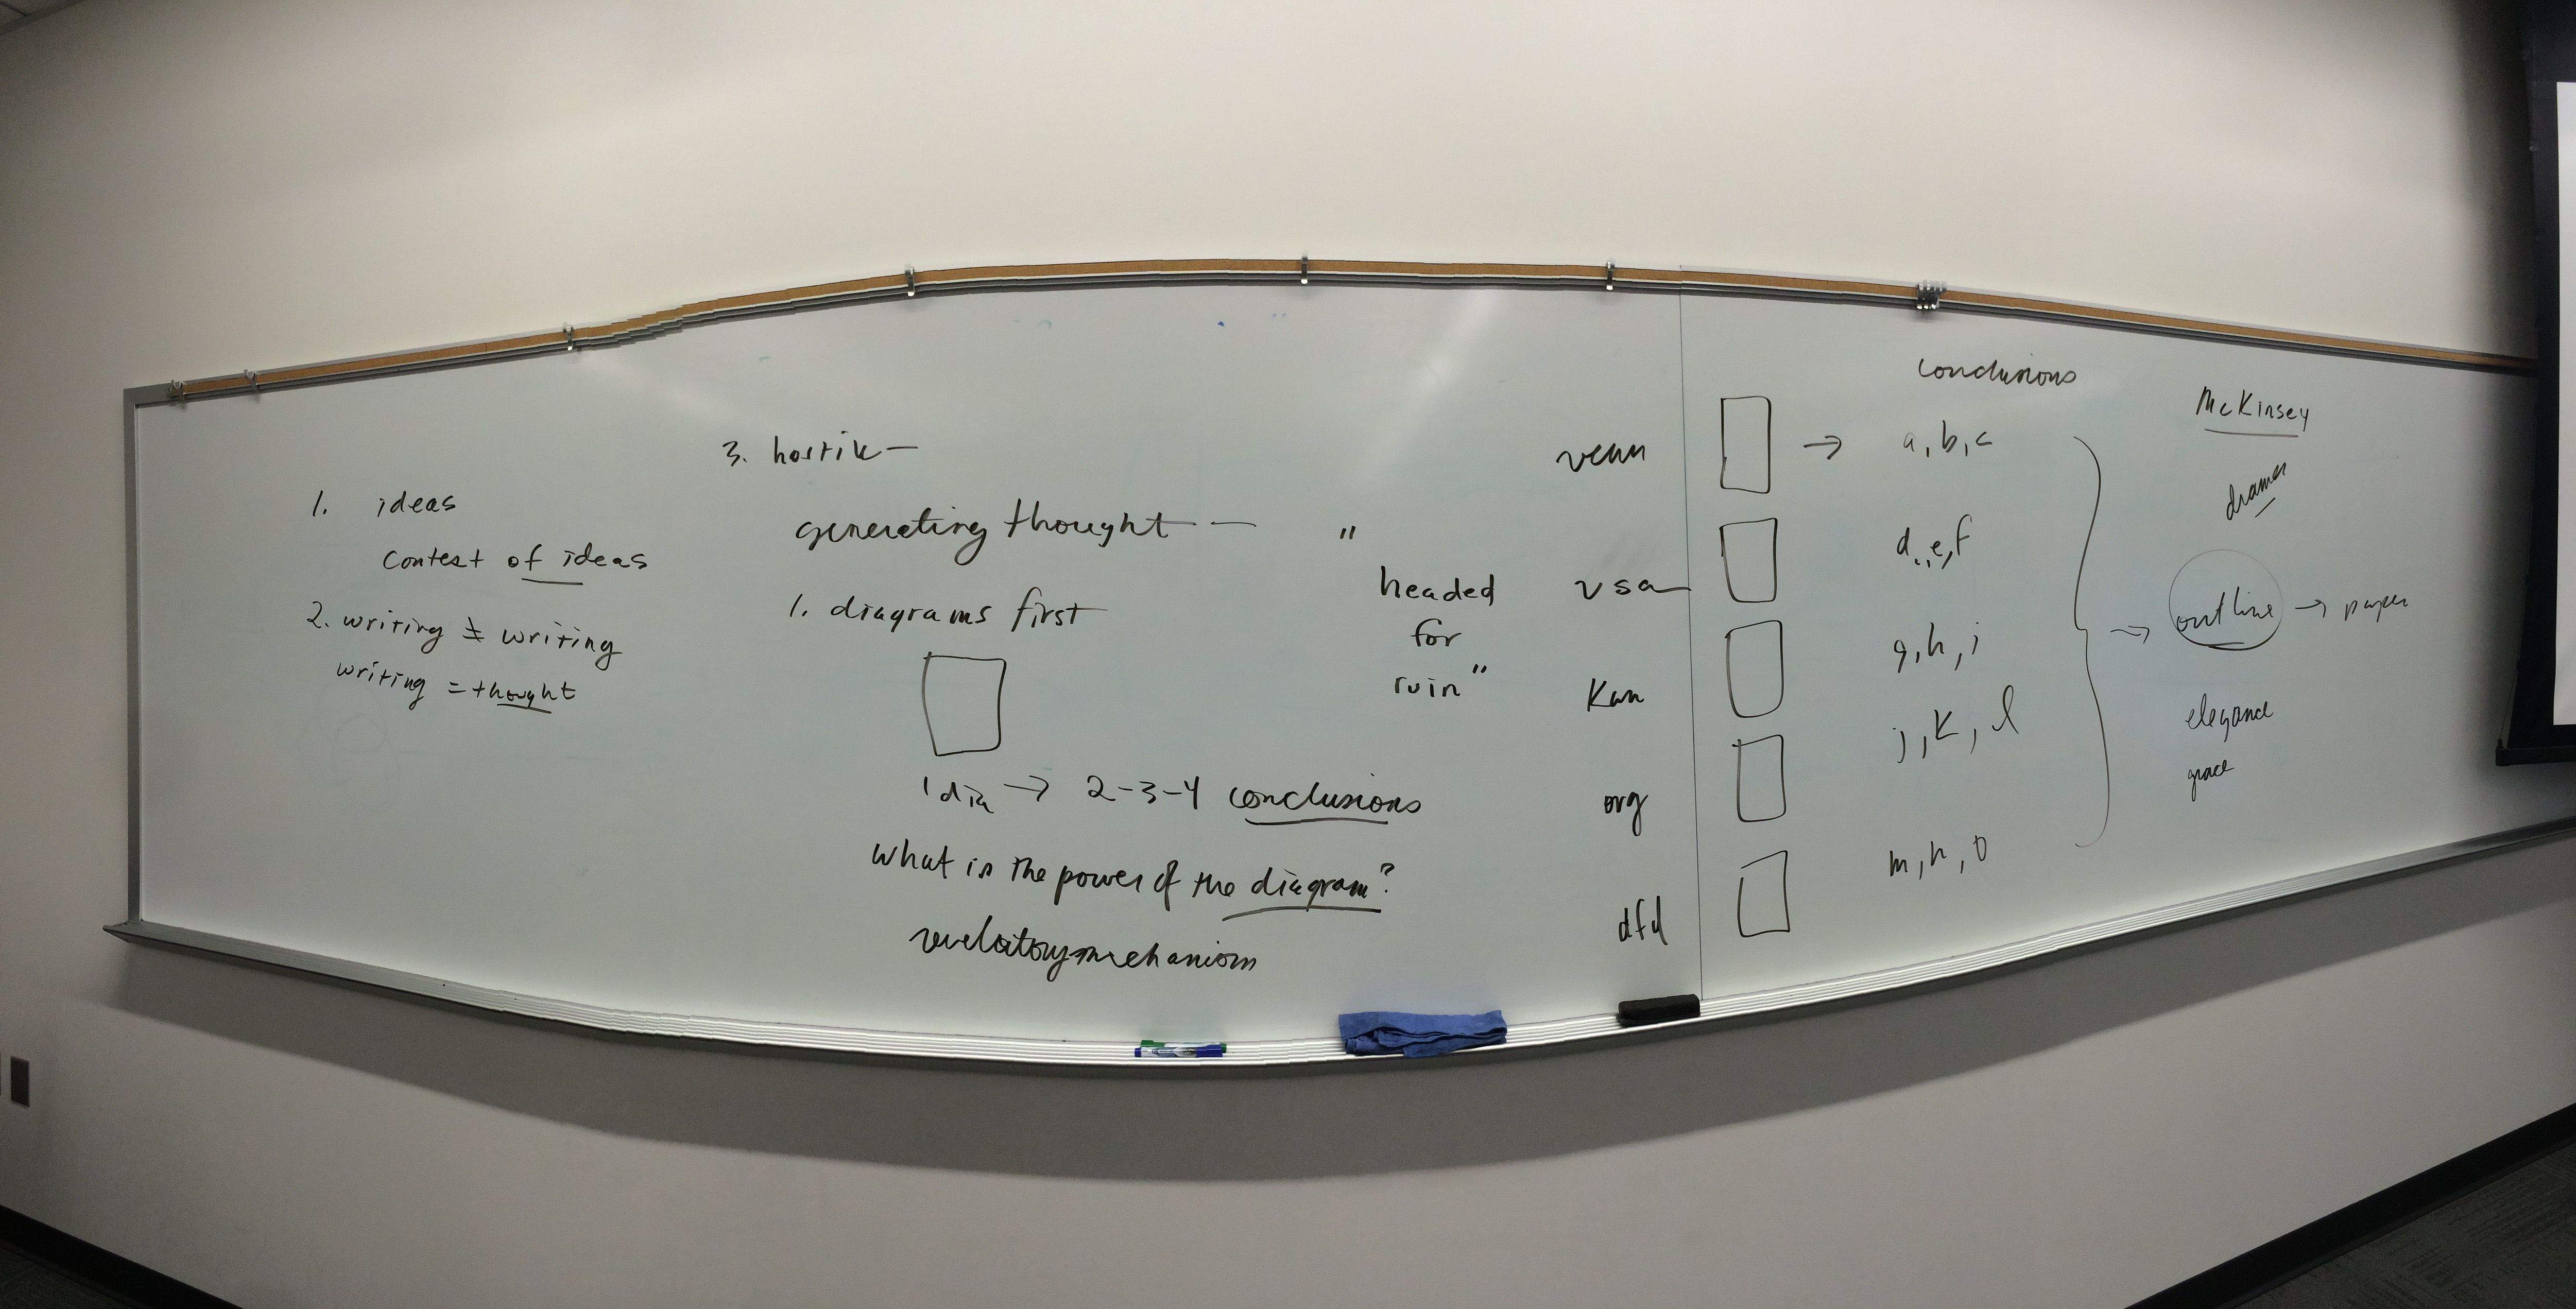 1. ideas
contest of ideas
2. writing ≠ writing
writing = thought
3.
generating thought —
1. diagrams first
1 dia → 2-3-4 conclusions
What is the power of the diagram?
revelatory mechanism
"headed
for
ruin"
venn
vsa
Kan
org
dfd
conclusions
→ a, b, c
d, e, f
g, h, i
j, k, l
m, n, o
McKinsey
drama
→ outline → paper
elegance
grace